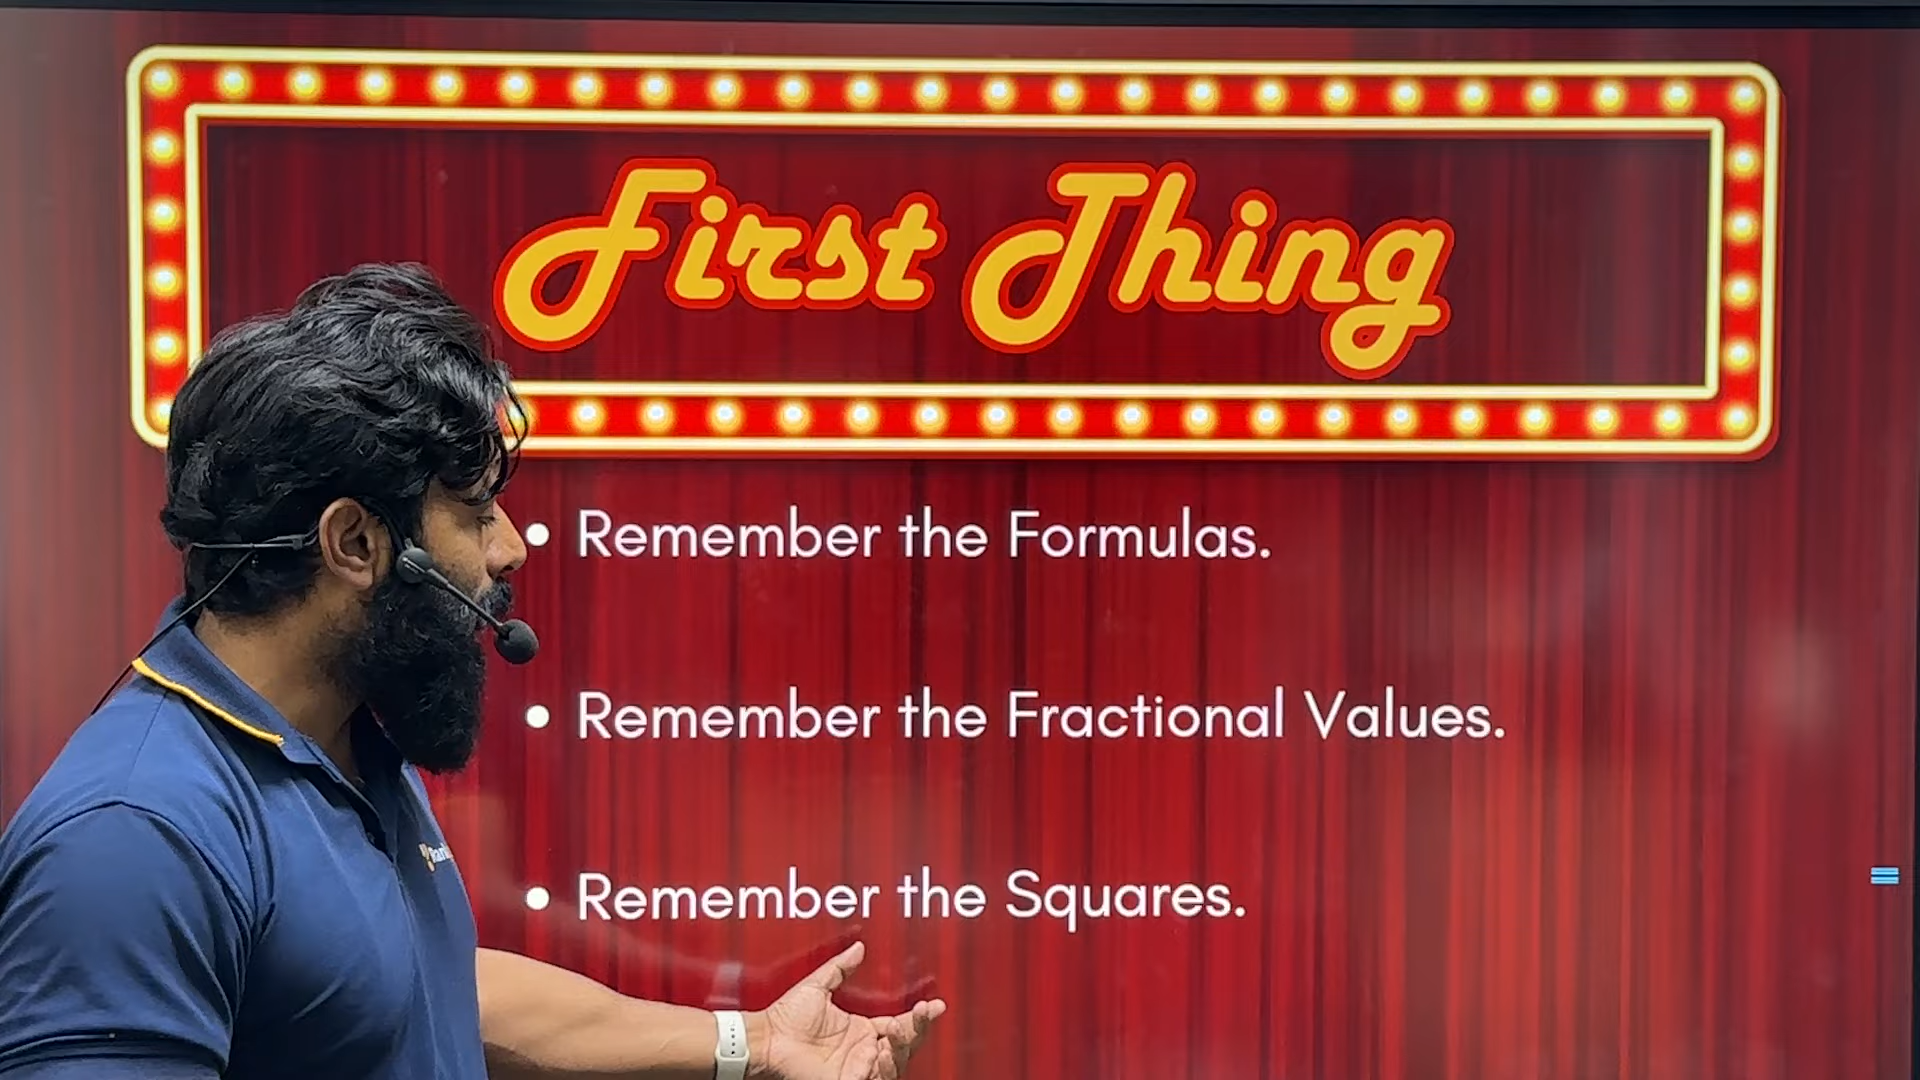 First Thing
• Remember the Formulas.
• Remember the Fractional Values.
• Remember the Squares.